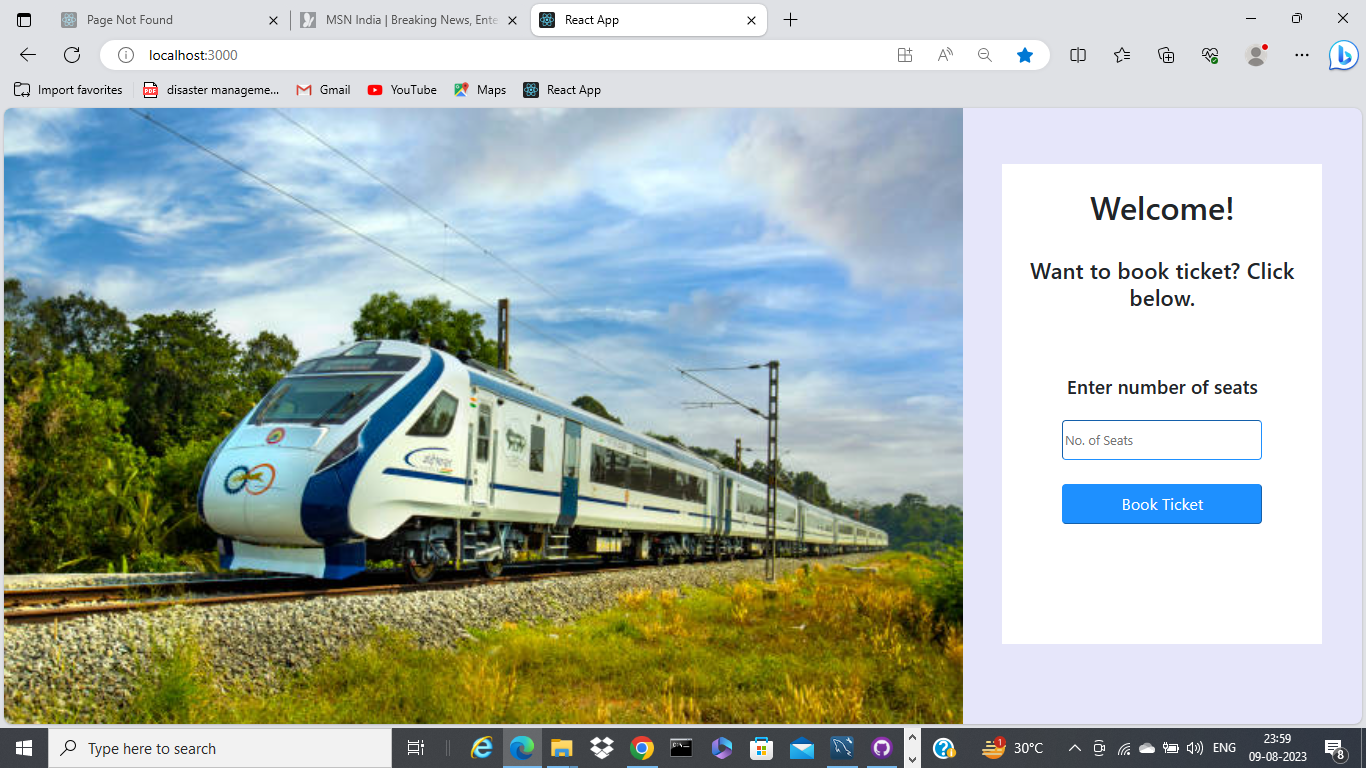 Page Not Found
MSN India | Breaking News, Ente
React App
localhost:3000
Import favorites
disaster manageme...
Gmail
YouTube
Maps
React App
Welcome!
Want to book ticket? Click
below.
Enter number of seats
No. of Seats
Book Ticket
Type here to search
1
30°C
ENG
23:59
09-08-2023
8